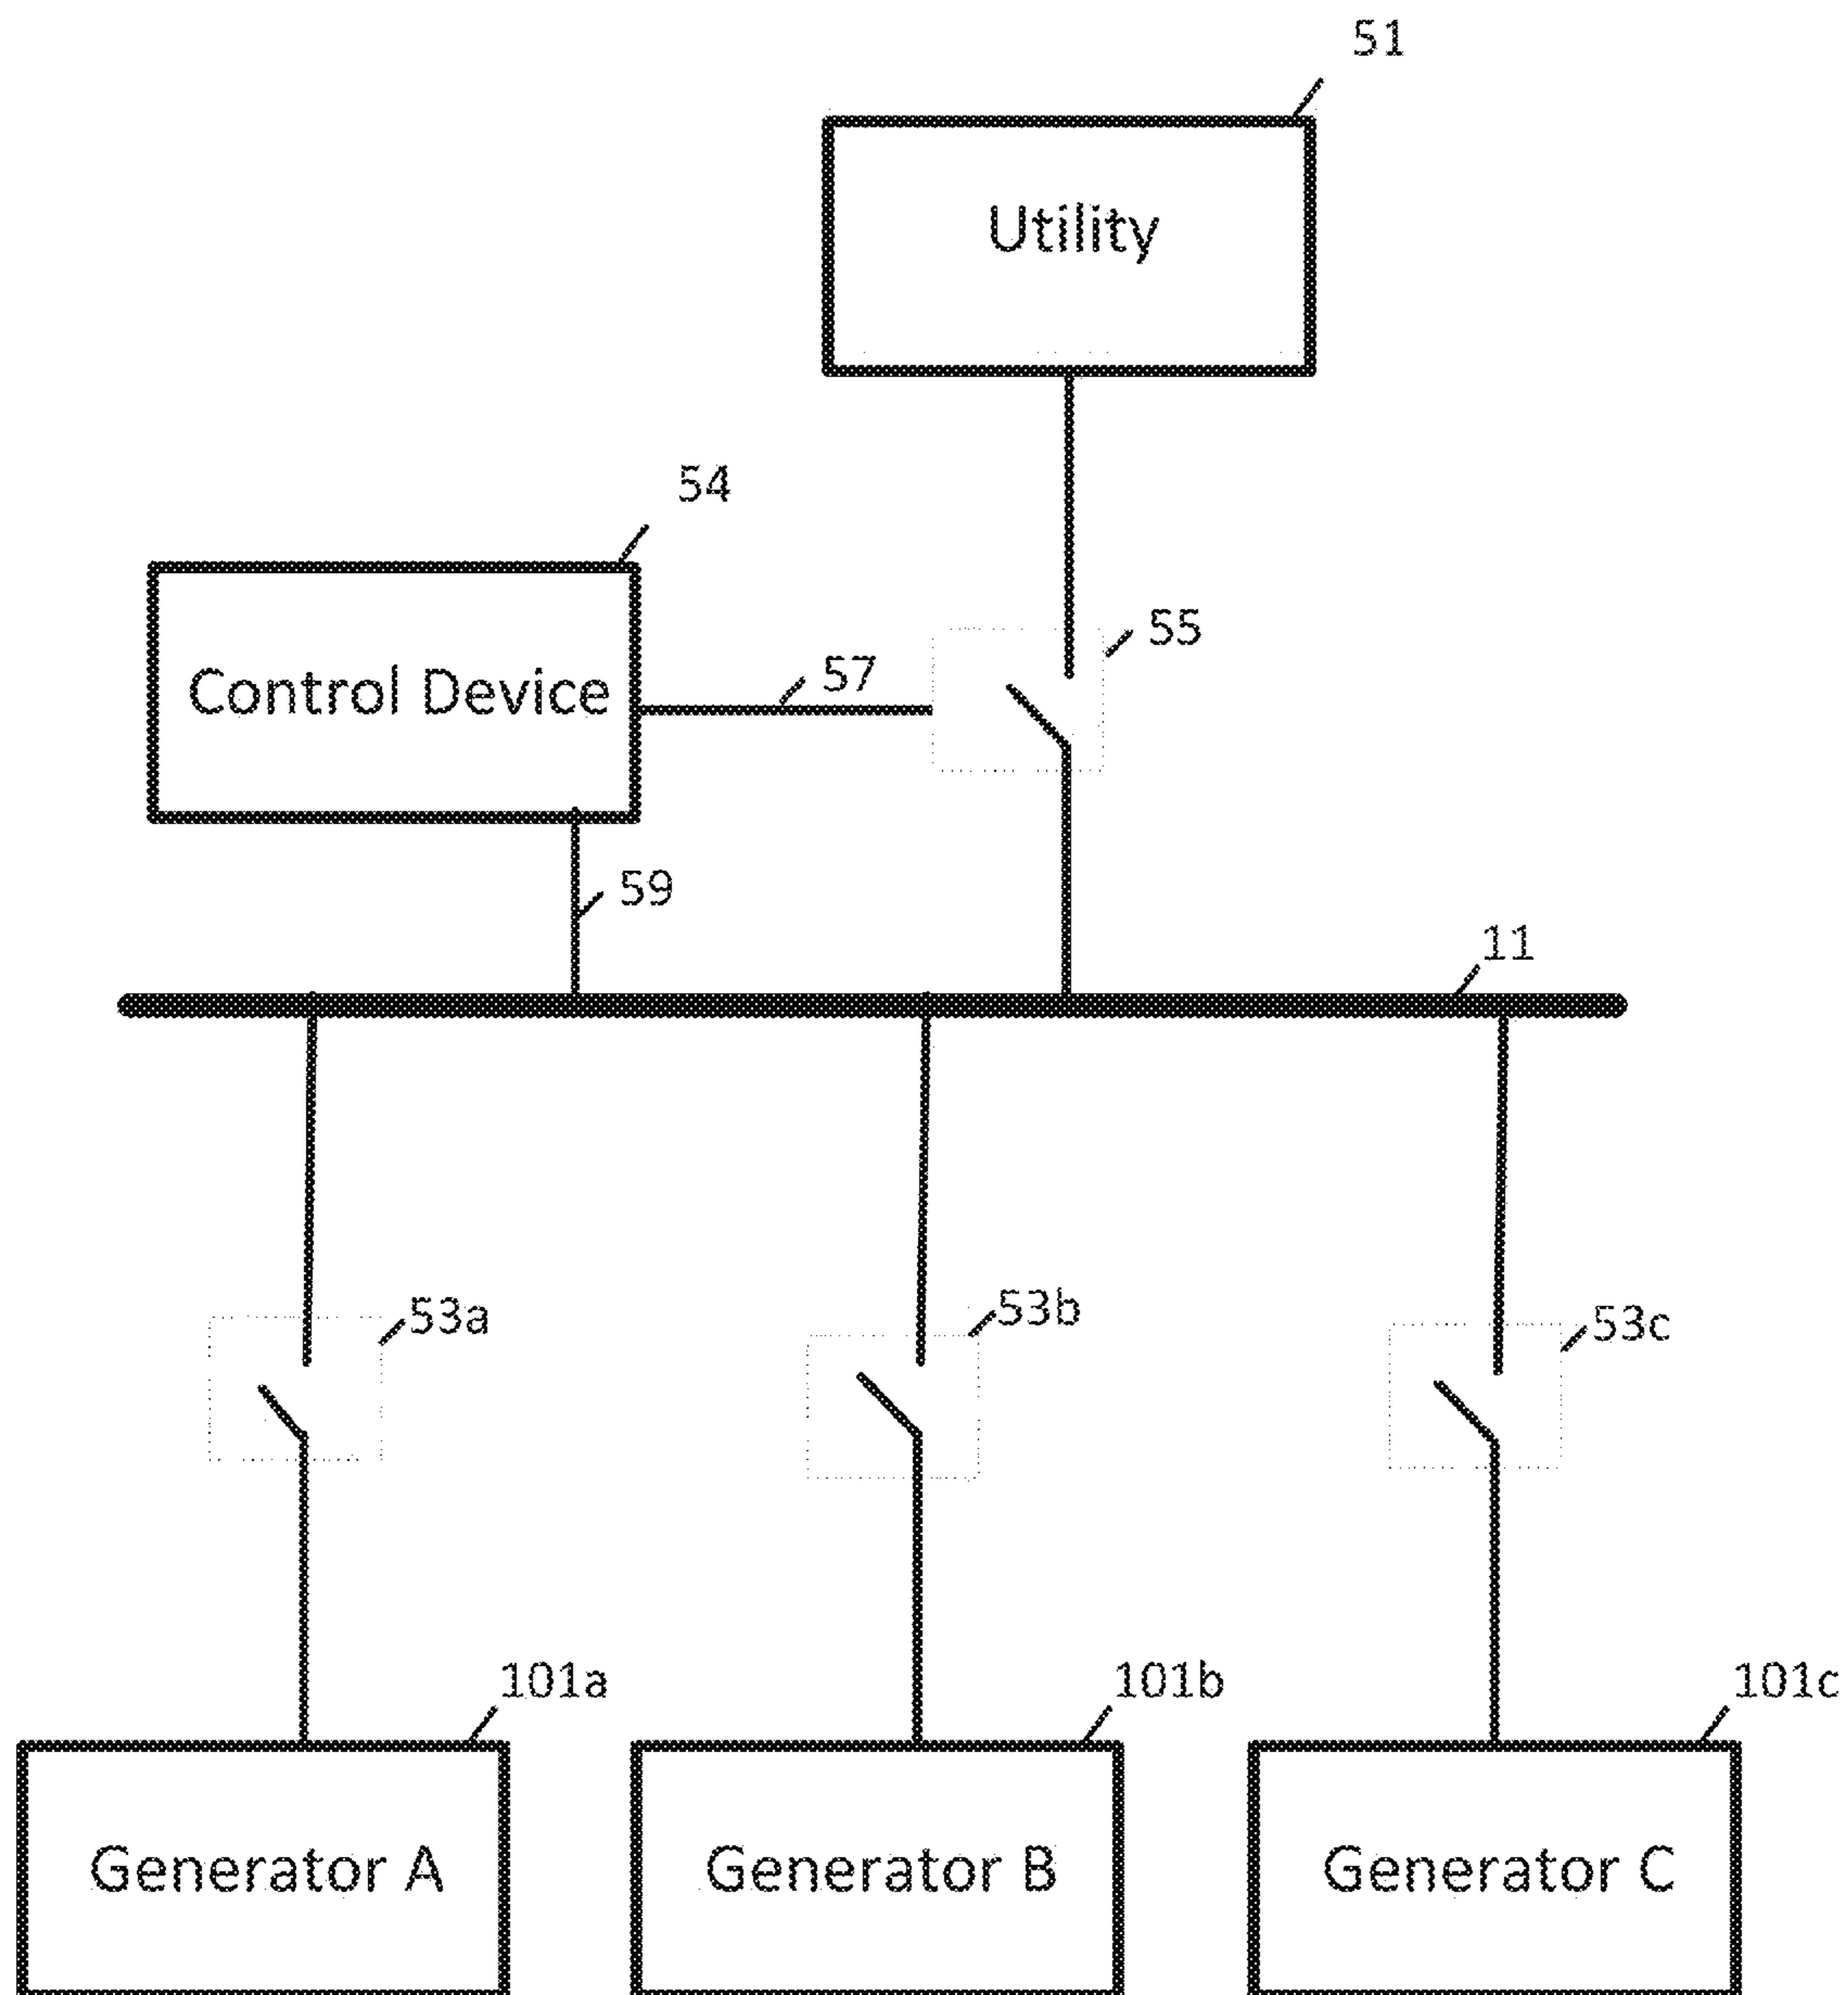 51
Utility
54
55
57
Control Device
59
11
53a
53b
53c
101a
101b
101c
Generator A
Generator B
Generator C